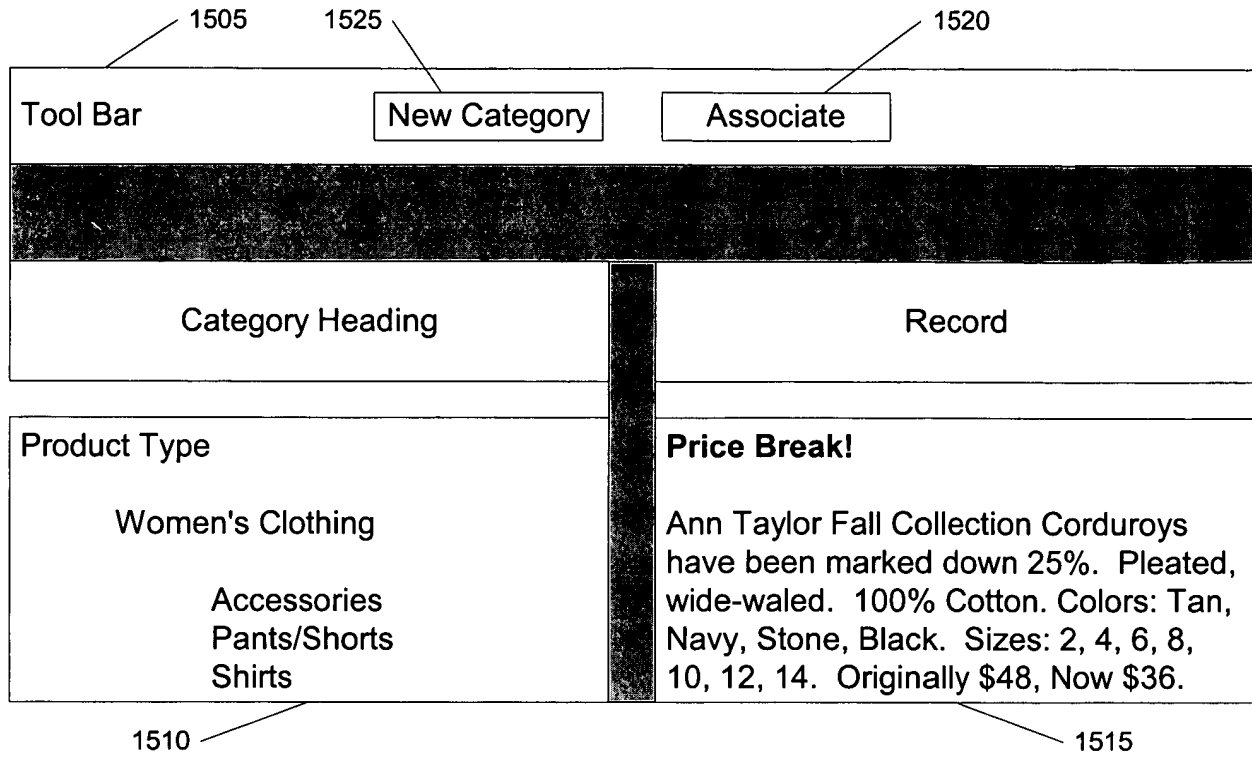 1505 1525 1520
Tool Bar New Category Associate
Category Heading Record
Product Type
Women's Clothing
Accessories
Pants/Shorts
Shirts
Price Break!
Ann Taylor Fall Collection Corduroys
have been marked down 25%. Pleated,
wide-waled. 100% Cotton. Colors: Tan,
Navy, Stone, Black. Sizes: 2, 4, 6, 8,
10, 12, 14. Originally $48, Now $36.
1510 1515